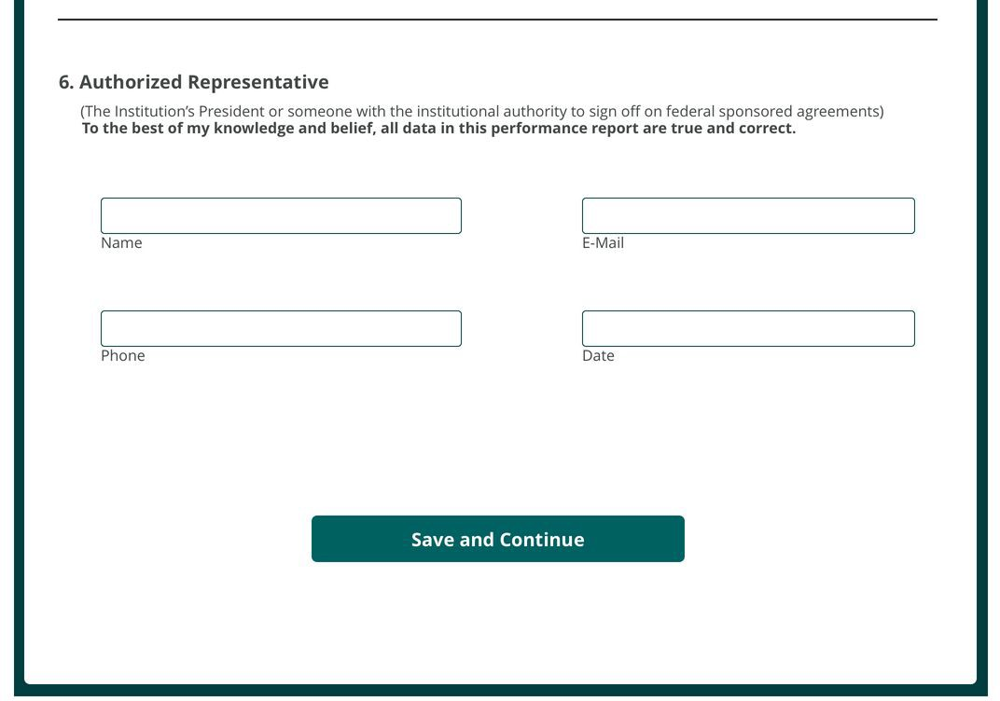 6. Authorized Representative
(The Institution’s President or someone with the institutional authority to sign off on federal sponsored agreements)
To the best of my knowledge and belief, all data in this performance report are true and correct.
Name
E-Mail
Phone
Date
Save and Continue